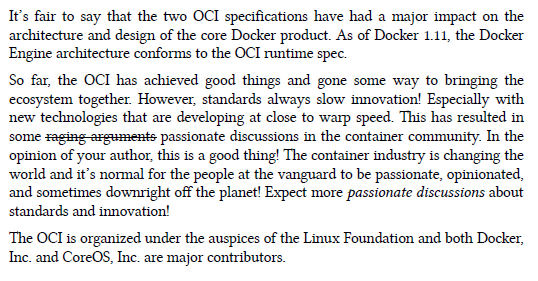 It's fair to say that the two OCI specifications have had a major impact on the
architecture and design of the core Docker product. As of Docker 1.11, the Docker
Engine architecture conforms to the OCI runtime spec.
So far, the OCI has achieved good things and gone some way to bringing the
ecosystem together. However, standards always slow innovation! Especially with
new technologies that are developing at close to warp speed. This has resulted in
some raging arguments passionate discussions in the container community. In the
opinion of your author, this is a good thing! The container industry is changing the
world and it's normal for the people at the vanguard to be passionate, opinionated,
and sometimes downright off the planet! Expect more passionate discussions about
standards and innovation!
The OCI is organized under the auspices of the Linux Foundation and both Docker,
Inc. and CoreOS, Inc. are major contributors.